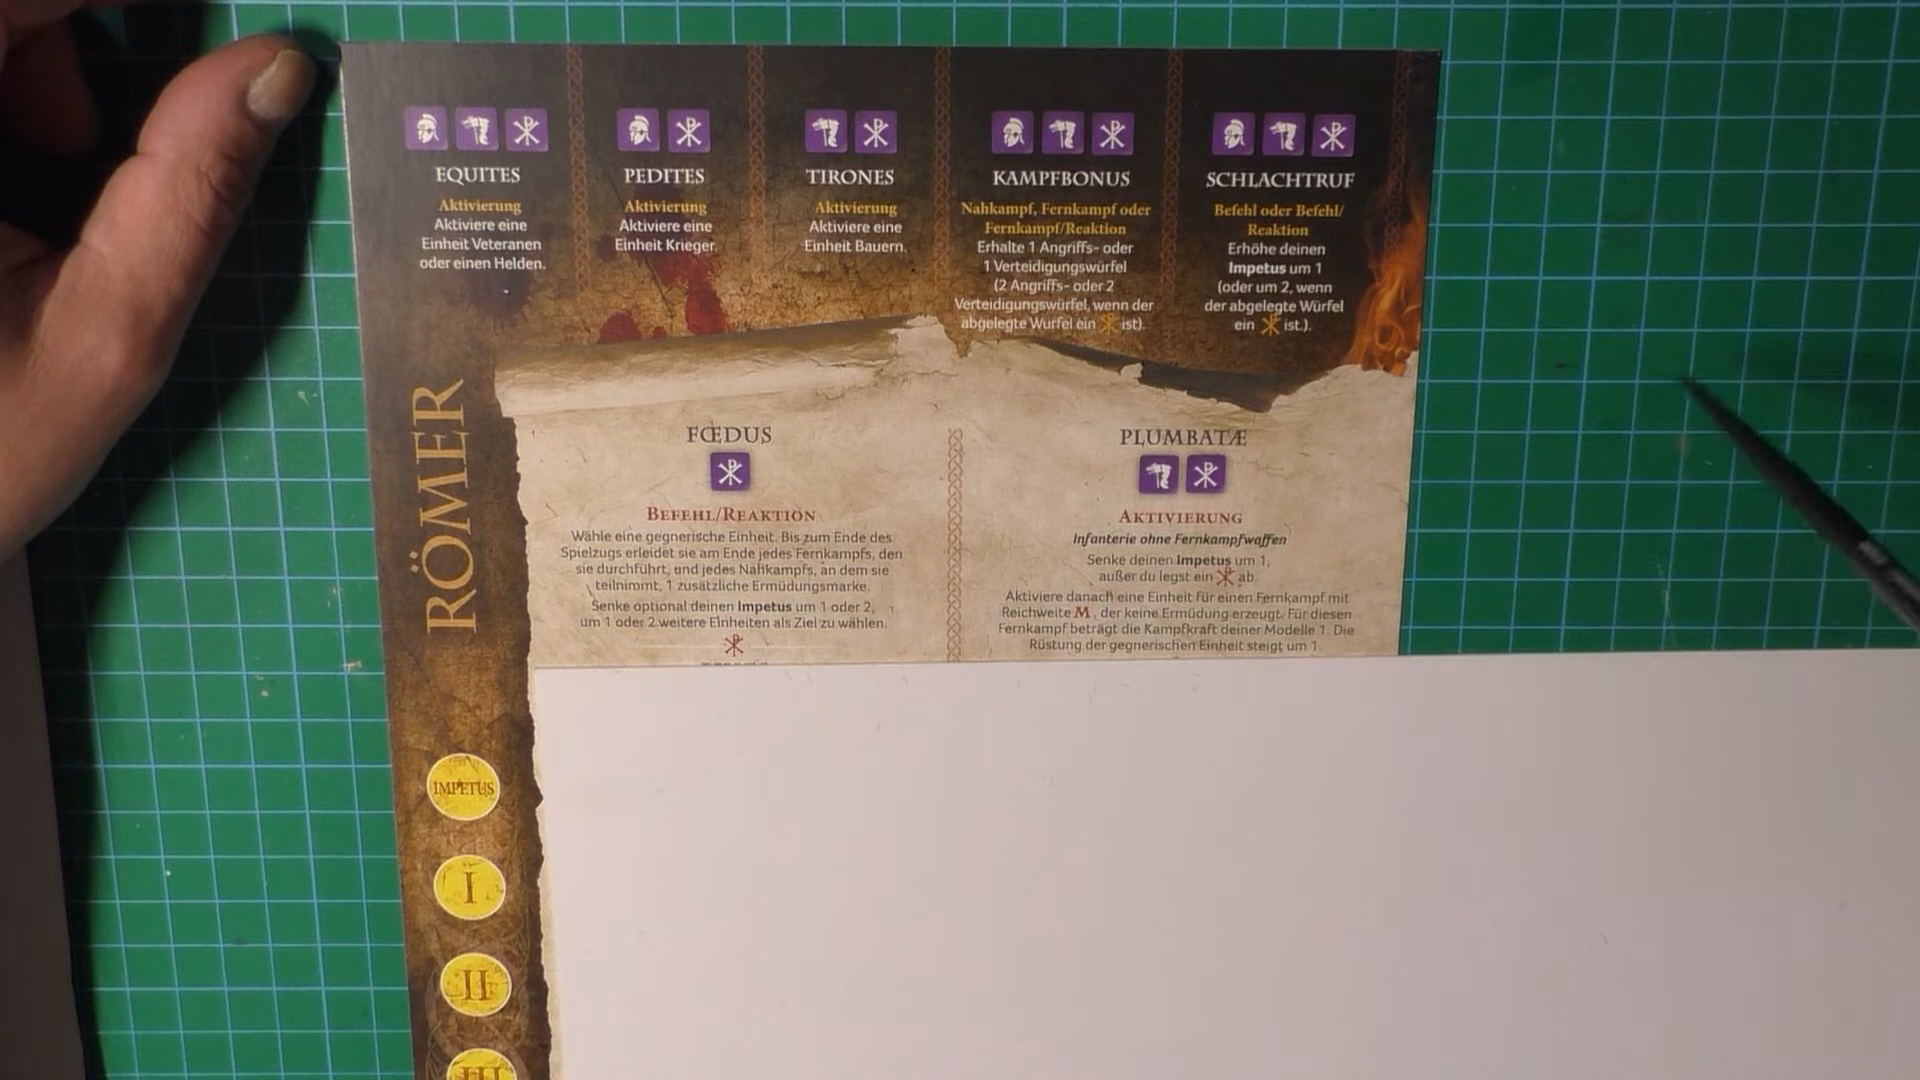 EQUITES
Aktivierung
Aktiviere eine
Einheit Veteranen
oder einen Helden.
PEDITES
Aktivierung
Aktiviere eine
Einheit Krieger.
TIRONES
Aktivierung
Aktiviere eine
Einheit Bauern.
KAMPFBONUS
Nahkampf, Fernkampf oder
Fernkampf/Reaktion
Erhalte 1 Angriffs- oder
1 Verteidigungswürfel
(2 Angriffs- oder 2
Verteidigungswürfel, wenn der
abgelegte Würfel ein ist).
SCHLACHTRUF
Befehl oder Befehl/
Reaktion
Erhöhe deinen
Impetus um 1
(oder um 2, wenn
der abgelegte Würfel
ein ist.).
RÖMER
FŒDUS
BEFEHL/REAKTION
Wähle eine gegnerische Einheit. Bis zum Ende des
Spielzugs erleidet sie am Ende jedes Fernkampfs, den
sie durchführt, und jedes Nahkampfs, an dem sie
teilnimmt, 1 zusätzliche Ermüdungsmarke.
Senke optional deinen Impetus um 1 oder 2,
um 1 oder 2 weitere Einheiten als Ziel zu wählen.
PLUMBATÆ
AKTIVIERUNG
Infanterie ohne Fernkampfwaffen
Senke deinen Impetus um 1,
außer du legst ein ab.
Aktiviere danach eine Einheit für einen Fernkampf mit
Reichweite M, der keine Ermüdung erzeugt. Für diesen
Fernkampf beträgt die Kampfkraft deiner Modelle 1. Die
Rüstung der gegnerischen Einheit steigt um 1.
IMPETUS
I
II
III